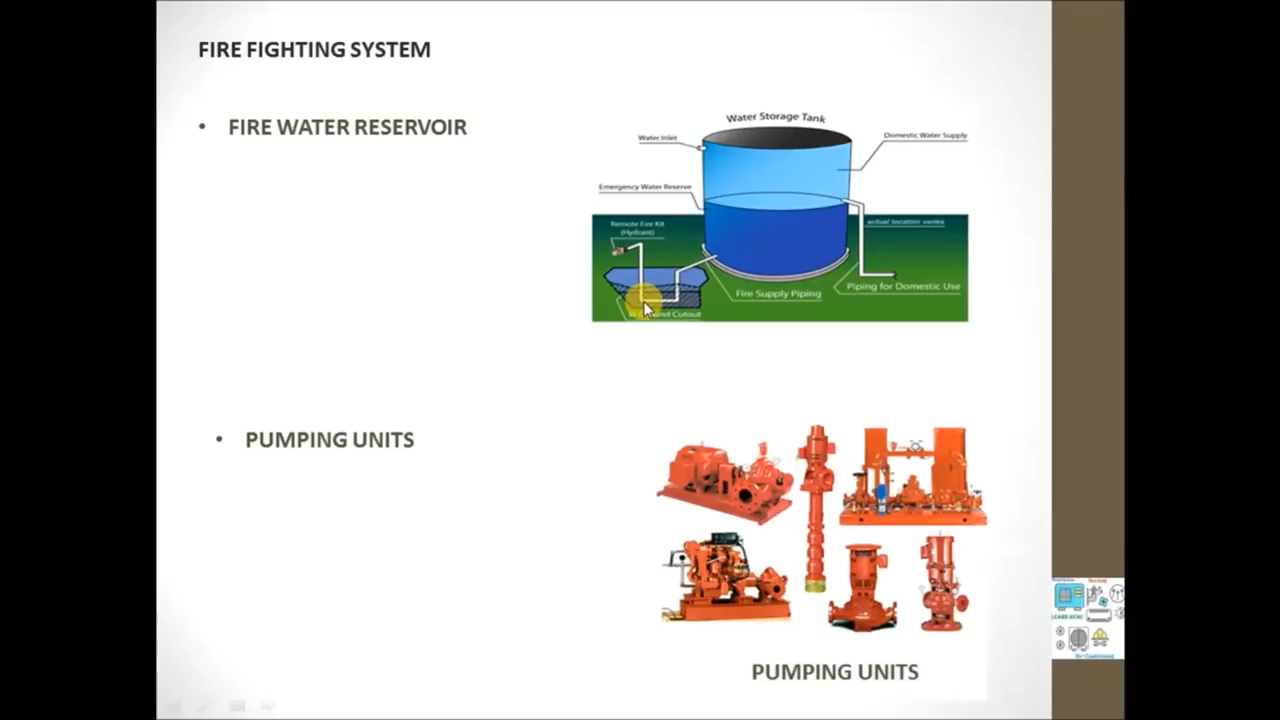 FIRE FIGHTING SYSTEM
• FIRE WATER RESERVOIR
Water Storage Tank
Water Inlet
Domestic Water Supply
Emergency Water Reserve
Remote Fire Kit
(Hydrant)
actual location varies
Piping for Domestic Use
Fire Supply Piping
Cutout
• PUMPING UNITS
PUMPING UNITS